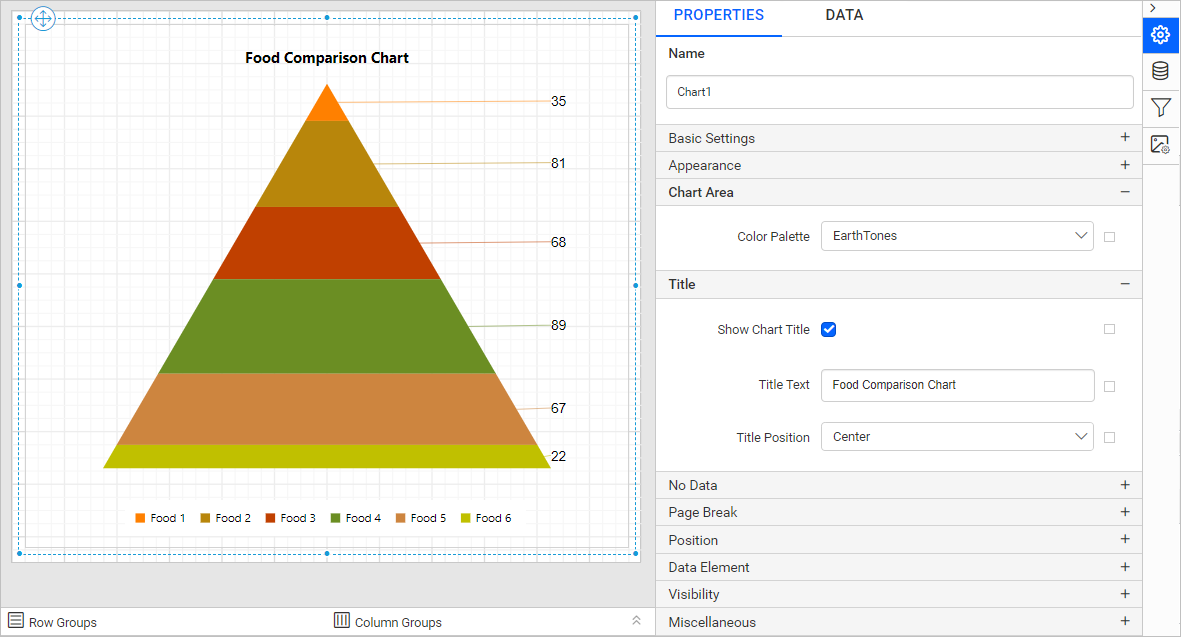 Food Comparison Chart
35
81
68
89
67
22
Food 1 Food 2 Food 3 Food 4 Food 5 Food 6
Row Groups
Column Groups
PROPERTIES DATA
Name
Chart1
Basic Settings
Appearance
Chart Area
Color Palette EarthTones
Title
Show Chart Title
Title Text Food Comparison Chart
Title Position Center
No Data
Page Break
Position
Data Element
Visibility
Miscellaneous